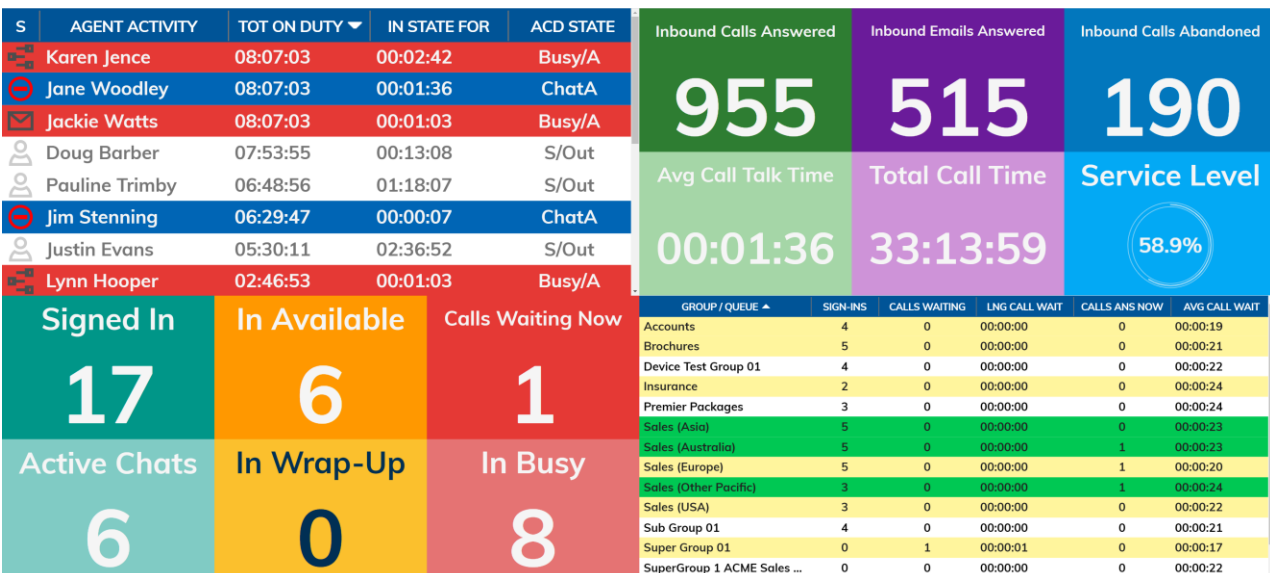 S AGENT ACTIVITY TOT ON DUTY IN STATE FOR ACD STATE
Karen Jence 08:07:03 00:02:42 Busy/A
Jane Woodley 08:07:03 00:01:36 ChatA
Jackie Watts 08:07:03 00:01:03 Busy/A
Doug Barber 07:53:55 00:13:08 S/Out
Pauline Trimby 06:48:56 01:18:07 S/Out
Jim Stenning 06:29:47 00:00:07 ChatA
Justin Evans 05:30:11 02:36:52 S/Out
Lynn Hooper 02:46:53 00:01:03 Busy/A
Inbound Calls Answered Inbound Emails Answered Inbound Calls Abandoned
955 515 190
Avg Call Talk Time Total Call Time Service Level
00:01:36 33:13:59 58.9%
Signed In In Available Calls Waiting Now
17 6 1
Active Chats In Wrap-Up In Busy
6 0 8
GROUP / QUEUE SIGN-INS CALLS WAITING LNG CALL WAIT CALLS ANS NOW AVG CALL WAIT
Accounts 4 0 00:00:00 0 00:00:19
Brochures 5 0 00:00:00 0 00:00:21
Device Test Group 01 4 0 00:00:00 0 00:00:22
Insurance 2 0 00:00:00 0 00:00:24
Premier Packages 3 0 00:00:00 0 00:00:24
Sales (Asia) 5 0 00:00:00 0 00:00:23
Sales (Australia) 5 0 00:00:00 1 00:00:23
Sales (Europe) 5 0 00:00:00 1 00:00:20
Sales (Other Pacific) 3 0 00:00:00 1 00:00:24
Sales (USA) 3 0 00:00:00 0 00:00:22
Sub Group 01 4 0 00:00:00 0 00:00:21
Super Group 01 0 1 00:00:01 0 00:00:17
SuperGroup 1 ACME Sales ... 0 0 00:00:00 0 00:00:22